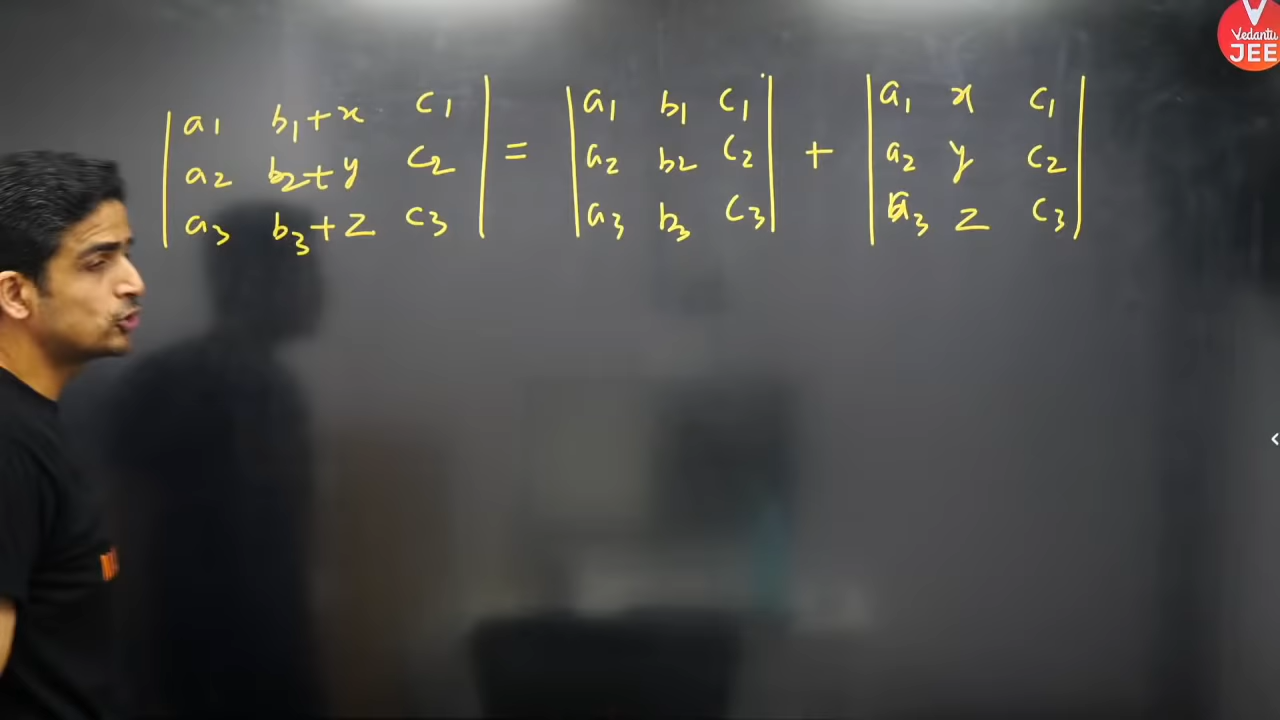 Vedantu
JEE
| a1 b1+x c1 | = | a1 b1 c1 | + | a1 x c1 |
| a2 b2+y c2 | | a2 b2 c2 | | a2 y c2 |
| a3 b3+z c3 | | a3 b3 c3 | | a3 z c3 |